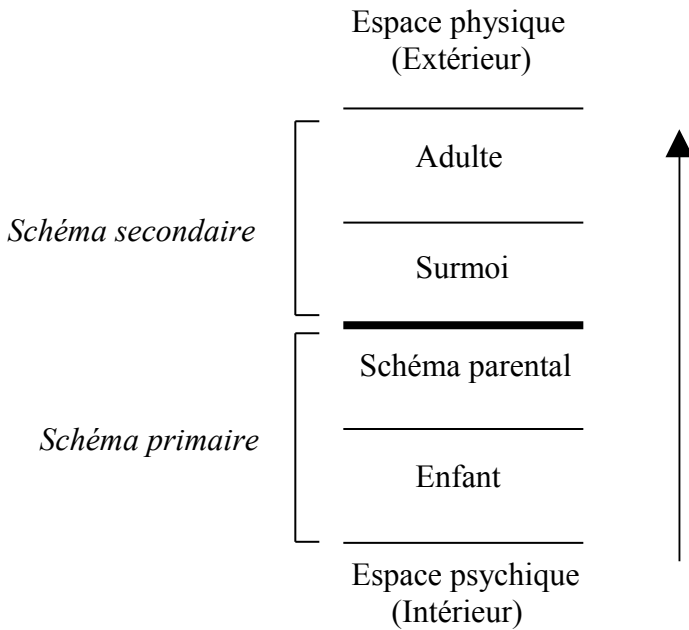 Espace physique
(Extérieur)
Adulte
Schéma secondaire
Surmoi
Schéma parental
Schéma primaire
Enfant
Espace psychique
(Intérieur)